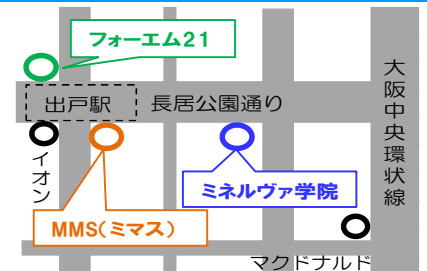 フォーエム21
出戸駅
長居公園通り
大阪中央環状線
イオン
ミネルヴァ学院
MMS(ミマス)
マクドナルド